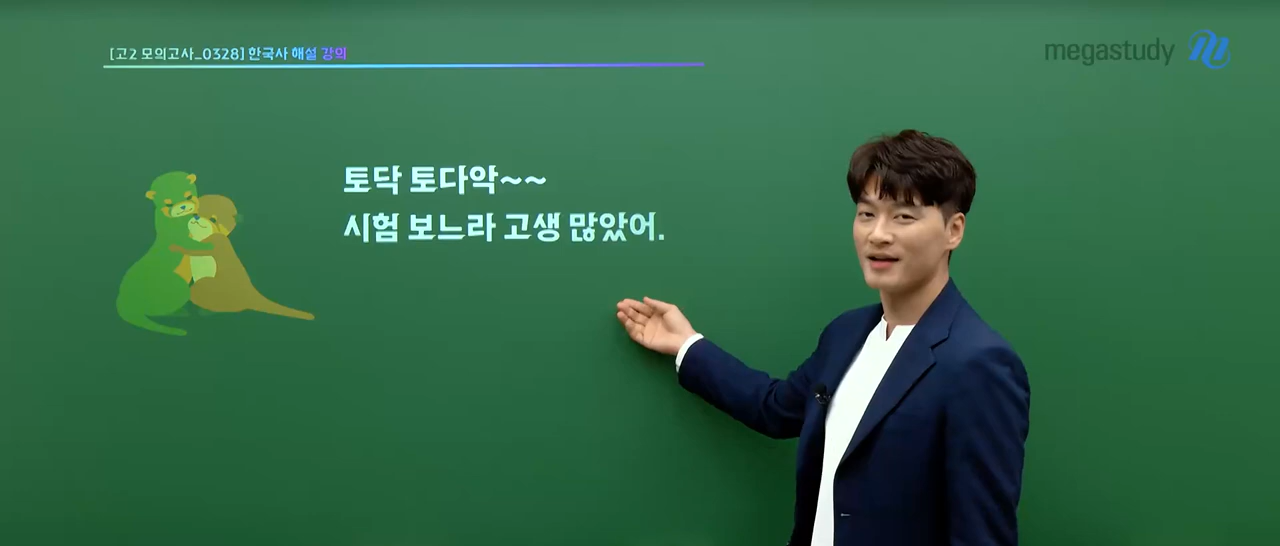 [고2 모의고사_0328] 한국사 해설 강의
megastudy
토닥 토다악~~
시험 보느라 고생 많았어.